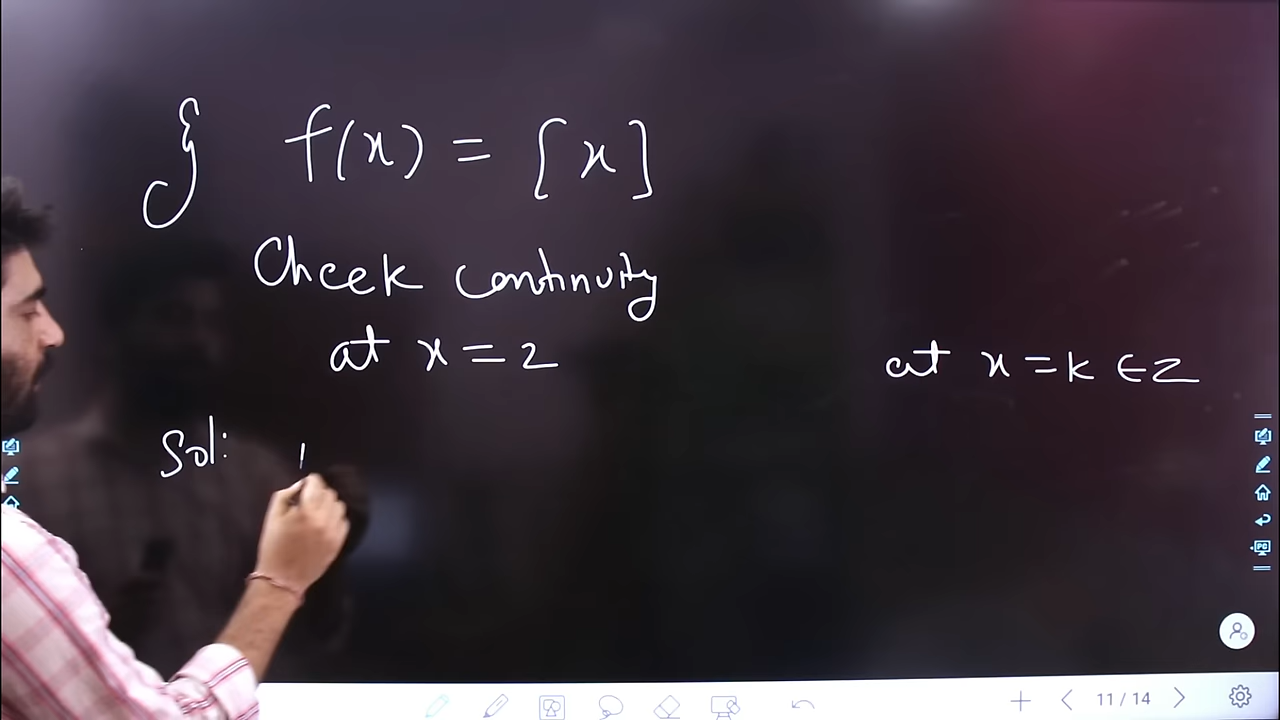 f(x) = [x]
Check continuity
at x = 2
at x = k ∈ Z
Sol:
11 / 14